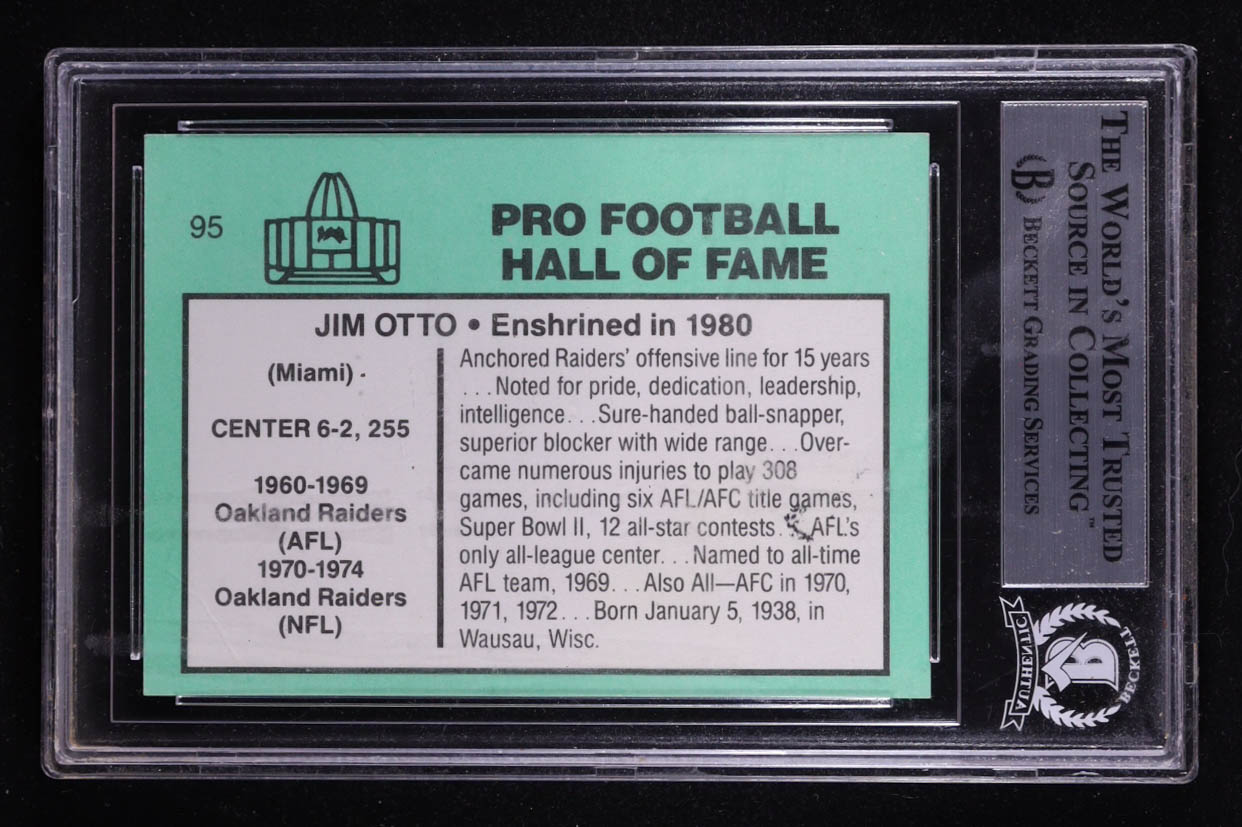 95
PRO FOOTBALL
HALL OF FAME
JIM OTTO • Enshrined in 1980
(Miami)
CENTER 6-2, 255
1960-1969
Oakland Raiders
(AFL)
1970-1974
Oakland Raiders
(NFL)
Anchored Raiders' offensive line for 15 years
. . .Noted for pride, dedication, leadership,
intelligence. . .Sure-handed ball-snapper,
superior blocker with wide range. . .Over-
came numerous injuries to play 308
games, including six AFL/AFC title games,
Super Bowl II, 12 all-star contests. . .AFL's
only all-league center. . .Named to all-time
AFL team, 1969. . .Also All—AFC in 1970,
1971, 1972. . .Born January 5, 1938, in
Wausau, Wisc.
THE WORLD'S MOST TRUSTED
SOURCE IN COLLECTING™
B BECKETT GRADING SERVICES
BECKETT
B
AUTHENTIC